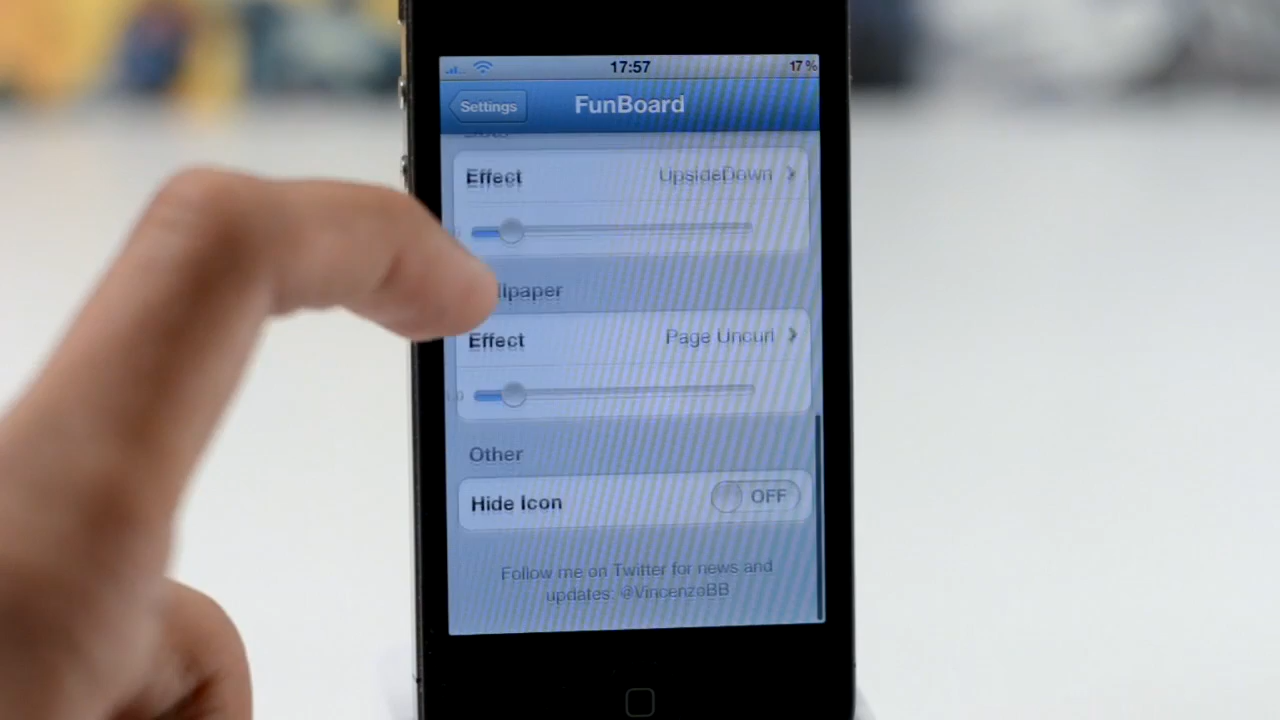 17:57
17 %
Settings
FunBoard
Effect
UpsideDown
llpaper
Effect
Page Uncurl
Other
Hide Icon
OFF
Follow me on Twitter for news and
updates: @VincenzoBB